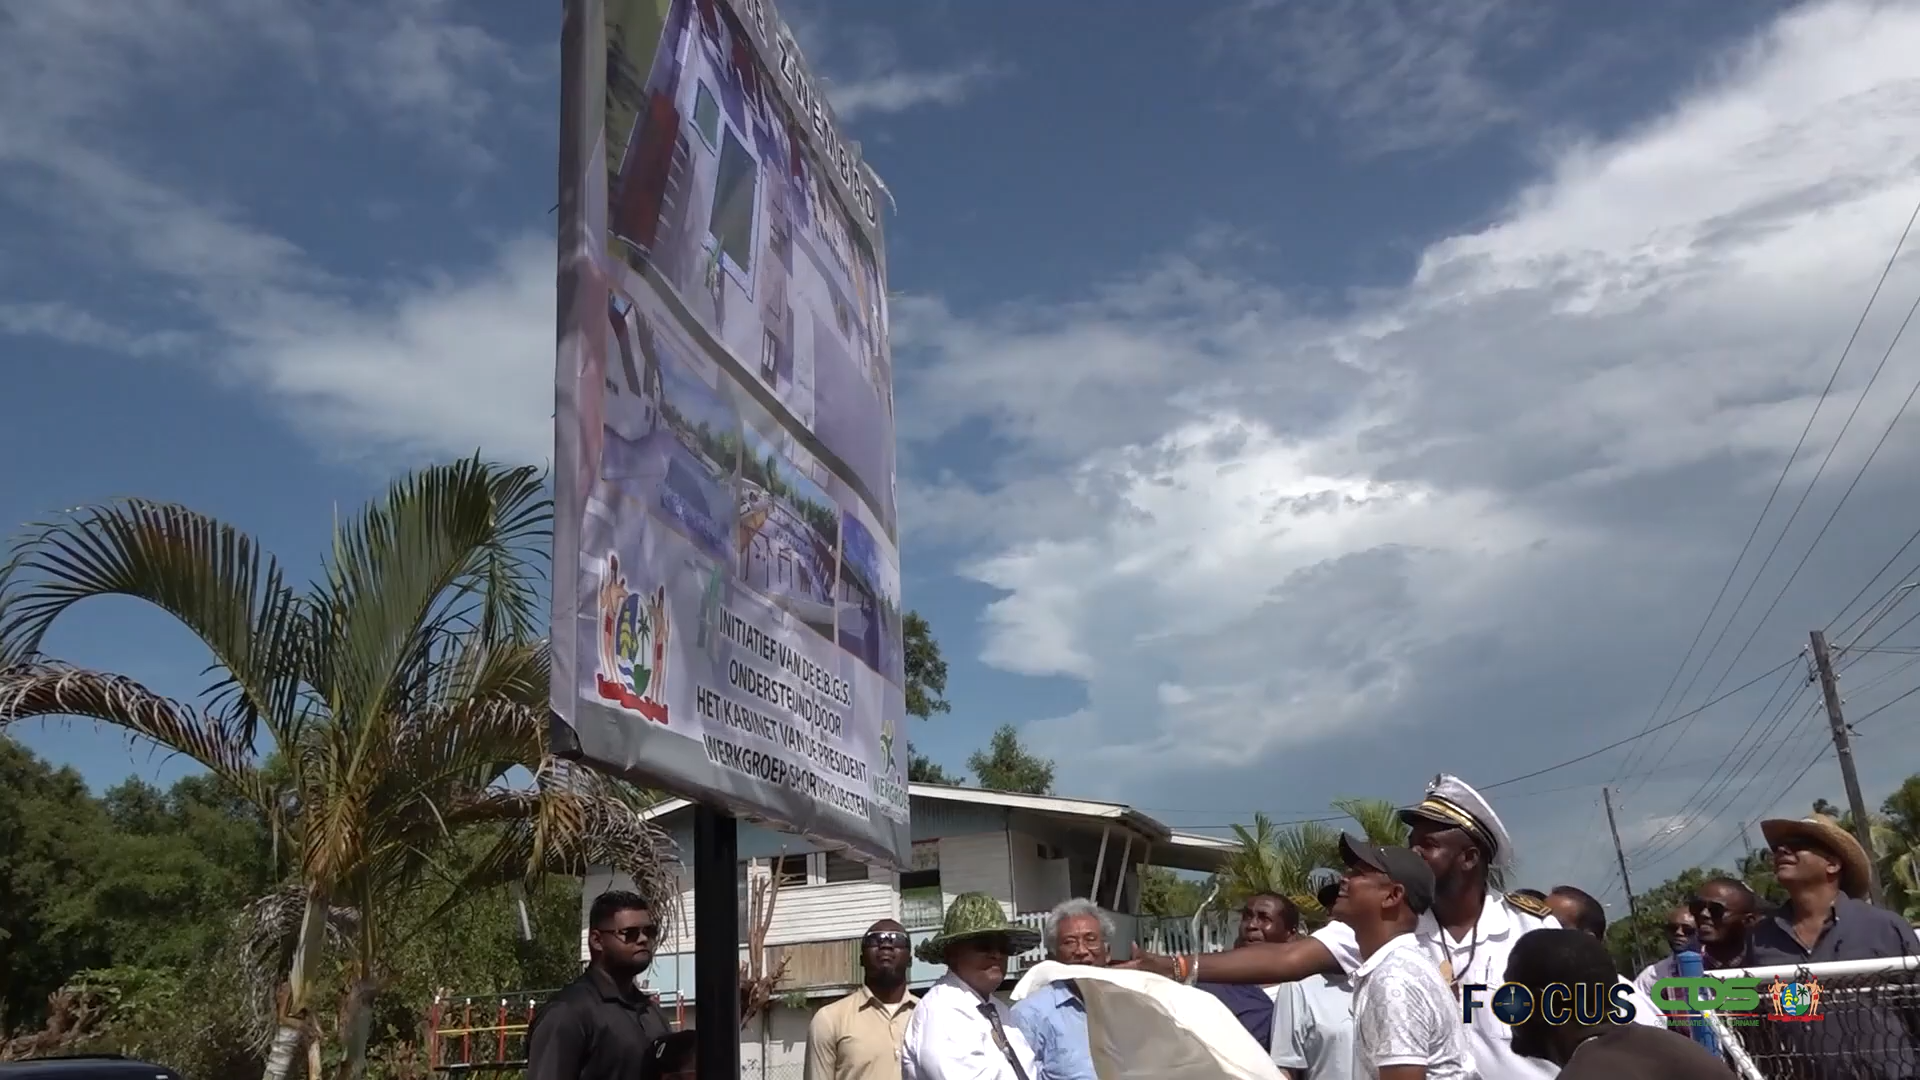 ZWEMBAD
INITIATIEF VAN DE E.B.G.S.
ONDERSTEUND DOOR
HET KABINET VAN DE PRESIDENT
WERKGROEP SPORTPROJECTEN
FOCUS
CDS